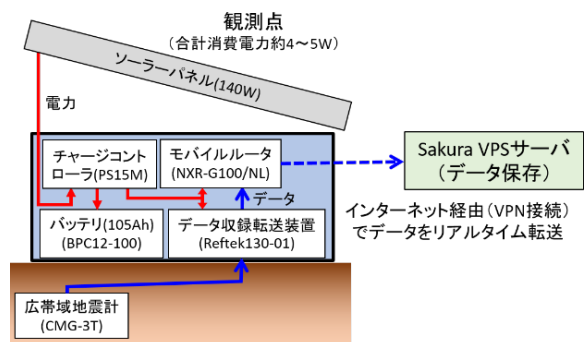 観測点
（合計消費電力約4～5W）
ソーラーパネル(140W)
電力
チャージコント
ローラ(PS15M)
モバイルルータ
(NXR-G100/NL)
データ
バッテリ(105Ah)
(BPC12-100)
データ収録転送装置
(Reftek130-01)
広帯域地震計
(CMG-3T)
Sakura VPSサーバ
（データ保存）
インターネット経由（VPN接続）
でデータをリアルタイム転送